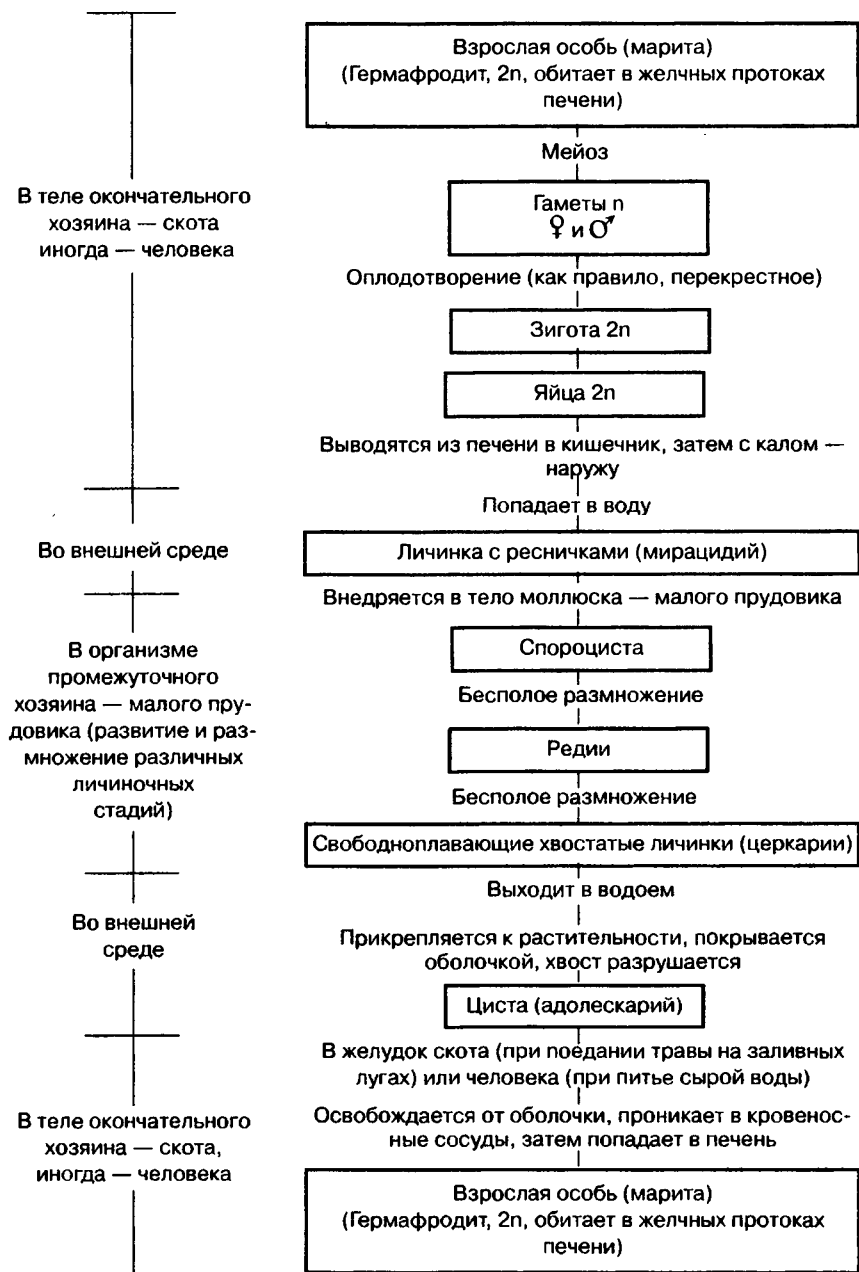 Взрослая особь (марита)
(Гермафродит, 2n, обитает в желчных протоках
печени)
Мейоз
В теле окончательного
хозяина — скота
иногда — человека
Гаметы n
♀ и ♂
Оплодотворение (как правило, перекрестное)
Зигота 2n
Яйца 2n
Выводятся из печени в кишечник, затем с калом —
наружу
Попадает в воду
Во внешней среде
Личинка с ресничками (мирацидий)
Внедряется в тело моллюска — малого прудовика
В организме
промежуточного
хозяина — малого пру-
довика (развитие и раз-
множение различных
личиночных
стадий)
Спороциста
Бесполое размножение
Редии
Бесполое размножение
Свободноплавающие хвостатые личинки (церкарии)
Выходит в водоем
Во внешней
среде
Прикрепляется к растительности, покрывается
оболочкой, хвост разрушается
Циста (адолескарий)
В желудок скота (при поедании травы на заливных
лугах) или человека (при питье сырой воды)
В теле окончательного
хозяина — скота,
иногда — человека
Освобождается от оболочки, проникает в кровенос-
ные сосуды, затем попадает в печень
Взрослая особь (марита)
(Гермафродит, 2n, обитает в желчных протоках
печени)